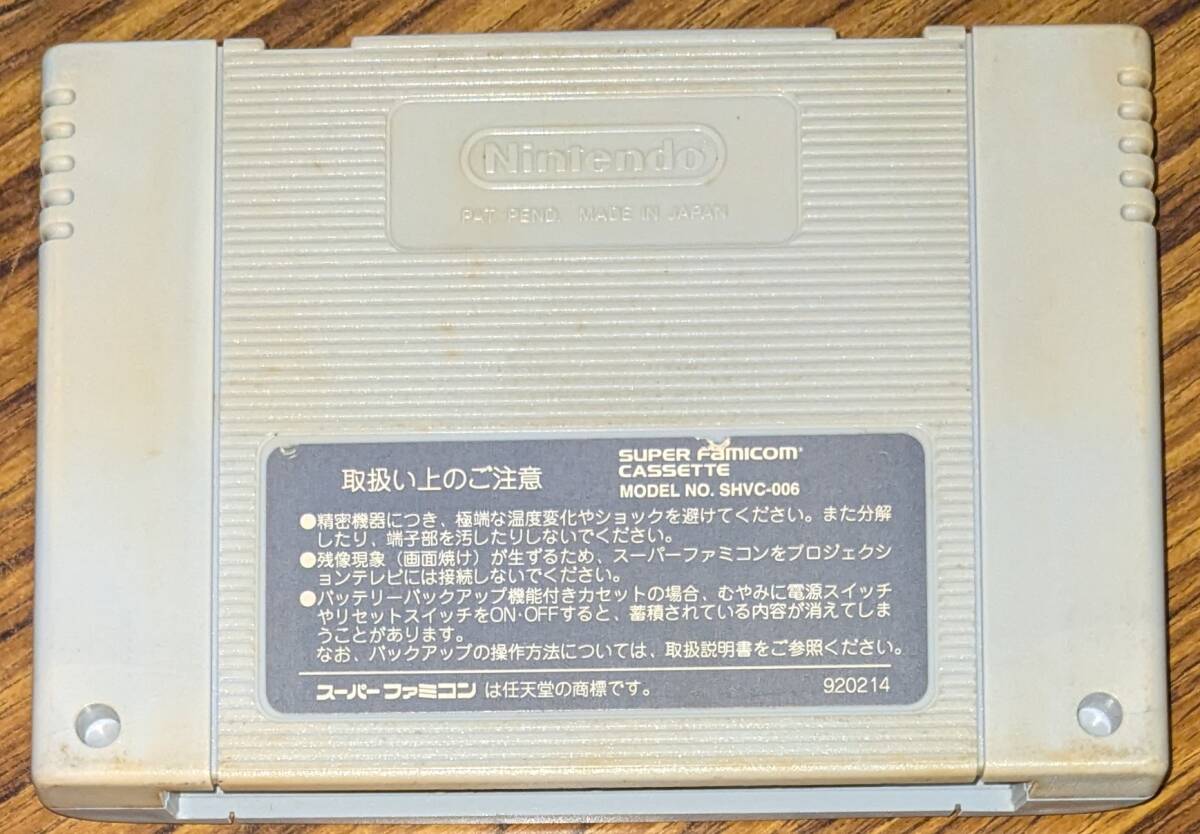 Nintendo
PAT. PEND. MADE IN JAPAN
取扱い上のご注意
SUPER FAMICOM
CASSETTE
MODEL NO. SHVC-006
●精密機器につき、極端な温度変化やショックを避けてください。また分解
したり、端子部を汚したりしないでください。
●残像現象(画面焼け)が生ずるため、スーパーファミコンをプロジェクシ
ョンテレビには接続しないでください。
●バッテリーバックアップ機能付きカセットの場合、むやみに電源スイッチ
やリセットスイッチをON・OFFすると、蓄積されている内容が消えてしま
うことがあります。
なお、バックアップの操作方法については、取扱説明書をご参照ください。
スーパーファミコン は任天堂の商標です。
920214